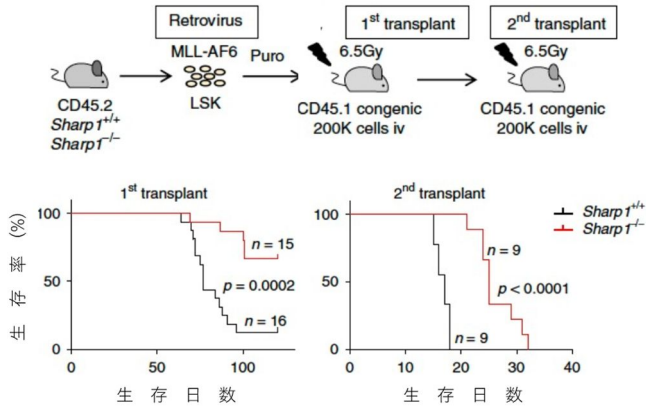 Retrovirus
1st transplant
2nd transplant
MLL-AF6
Puro
6.5Gy
6.5Gy
CD45.2
Sharp1+/+
Sharp1−/−
LSK
CD45.1 congenic
200K cells iv
CD45.1 congenic
200K cells iv
1st transplant
生存率 (%)
100
50
0
n = 15
p = 0.0002
n = 16
0
50
100
生存日数
2nd transplant
100
50
0
n = 9
p < 0.0001
n = 9
0
10
20
30
40
生存日数
Sharp1+/+
Sharp1−/−